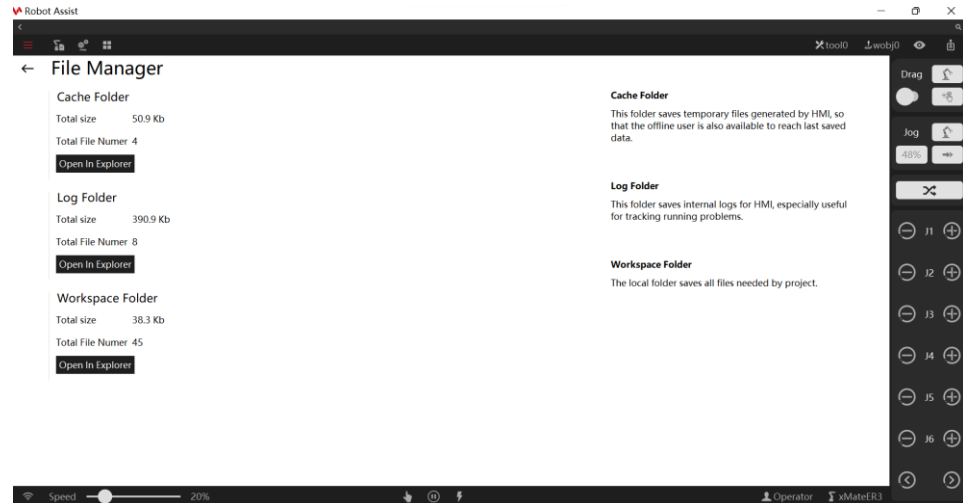 Robot Assist
tool0
wobj0
File Manager
Cache Folder
Total size 50.9 Kb
Total File Numer 4
Open In Explorer
Log Folder
Total size 390.9 Kb
Total File Numer 8
Open In Explorer
Workspace Folder
Total size 38.3 Kb
Total File Numer 45
Open In Explorer
Cache Folder
This folder saves temporary files generated by HMI, so
that the offline user is also available to reach last saved
data.
Log Folder
This folder saves internal logs for HMI, especially useful
for tracking running problems.
Workspace Folder
The local folder saves all files needed by project.
Drag
Jog
48%
J1
J2
J3
J4
J5
J6
Speed 20%
Operator
xMateER3